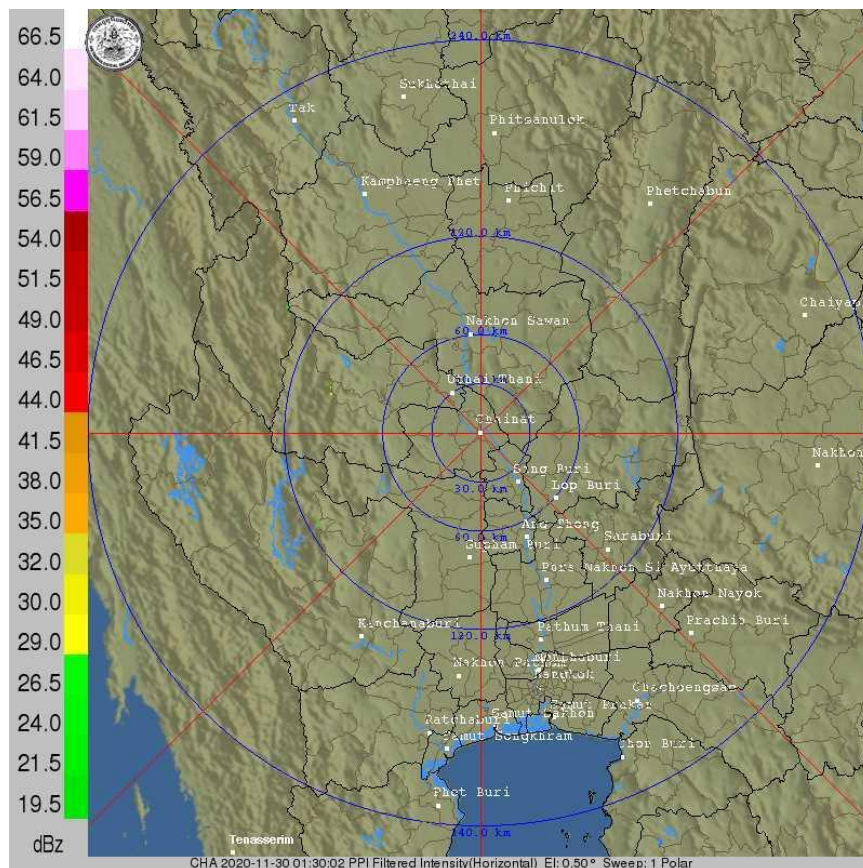 66.5
64.0
61.5
59.0
56.5
54.0
51.5
49.0
46.5
44.0
41.5
38.0
35.0
32.0
30.0
29.0
26.5
24.0
21.5
19.5
dBz
240.0 km
Sukhothai
Tak
Phitsanulok
Kamphaeng Phet
Phichit
Phetchabun
120.0 km
Chaiyap
Nakhon Sawan
60.0 km
Uthai Thani
Chainat
Nakhon
Sing Buri
30.0 km
Lop Buri
Ang Thong
60.0 km
Suphan Buri
Saraburi
Pora Nakhon Si Ayutthaya
Nakhon Nayok
Kanchanaburi
120.0 km
Pathum Thani
Prachin Buri
Nakhon Pathom
Nonthaburi
Bangkok
Chachoengsao
Samut Prakar
Samut Sakhon
Ratchaburi
Samut Songkhram
Chon Buri
Phet Buri
240.0 km
Tenasserim
CHA 2020-11-30 01:30:02 PPI Filtered Intensity(Horizontal) El: 0.50° Sweep: 1 Polar